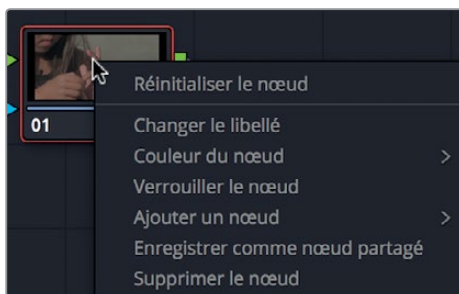 Réinitialiser le nœud
01
Changer le libellé
Couleur du nœud
Verrouiller le nœud
Ajouter un nœud
Enregistrer comme nœud partagé
Supprimer le nœud